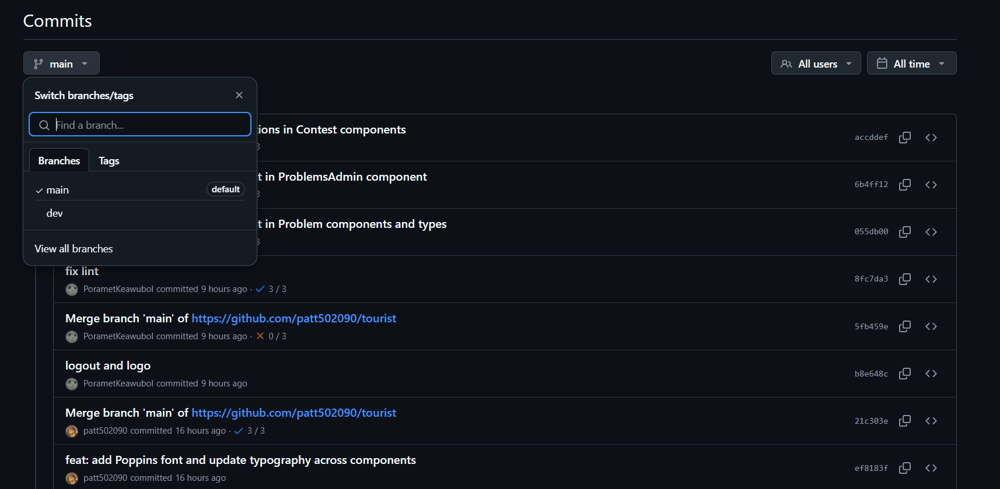 Commits
main
All users
All time
Switch branches/tags
Find a branch...
Branches
Tags
main
default
dev
View all branches
in Contest components
accddef
in ProblemsAdmin component
6b4ff12
in Problem components and types
055db00
fix lint
PorametKeawubol committed 9 hours ago · 3 / 3
8fc7da3
Merge branch 'main' of https://github.com/patt502090/tourist
PorametKeawubol committed 9 hours ago · 0 / 3
5fb459e
logout and logo
PorametKeawubol committed 9 hours ago
b8e648c
Merge branch 'main' of https://github.com/patt502090/tourist
patt502090 committed 16 hours ago · 3 / 3
21c303e
feat: add Poppins font and update typography across components
patt502090 committed 16 hours ago
ef8183f